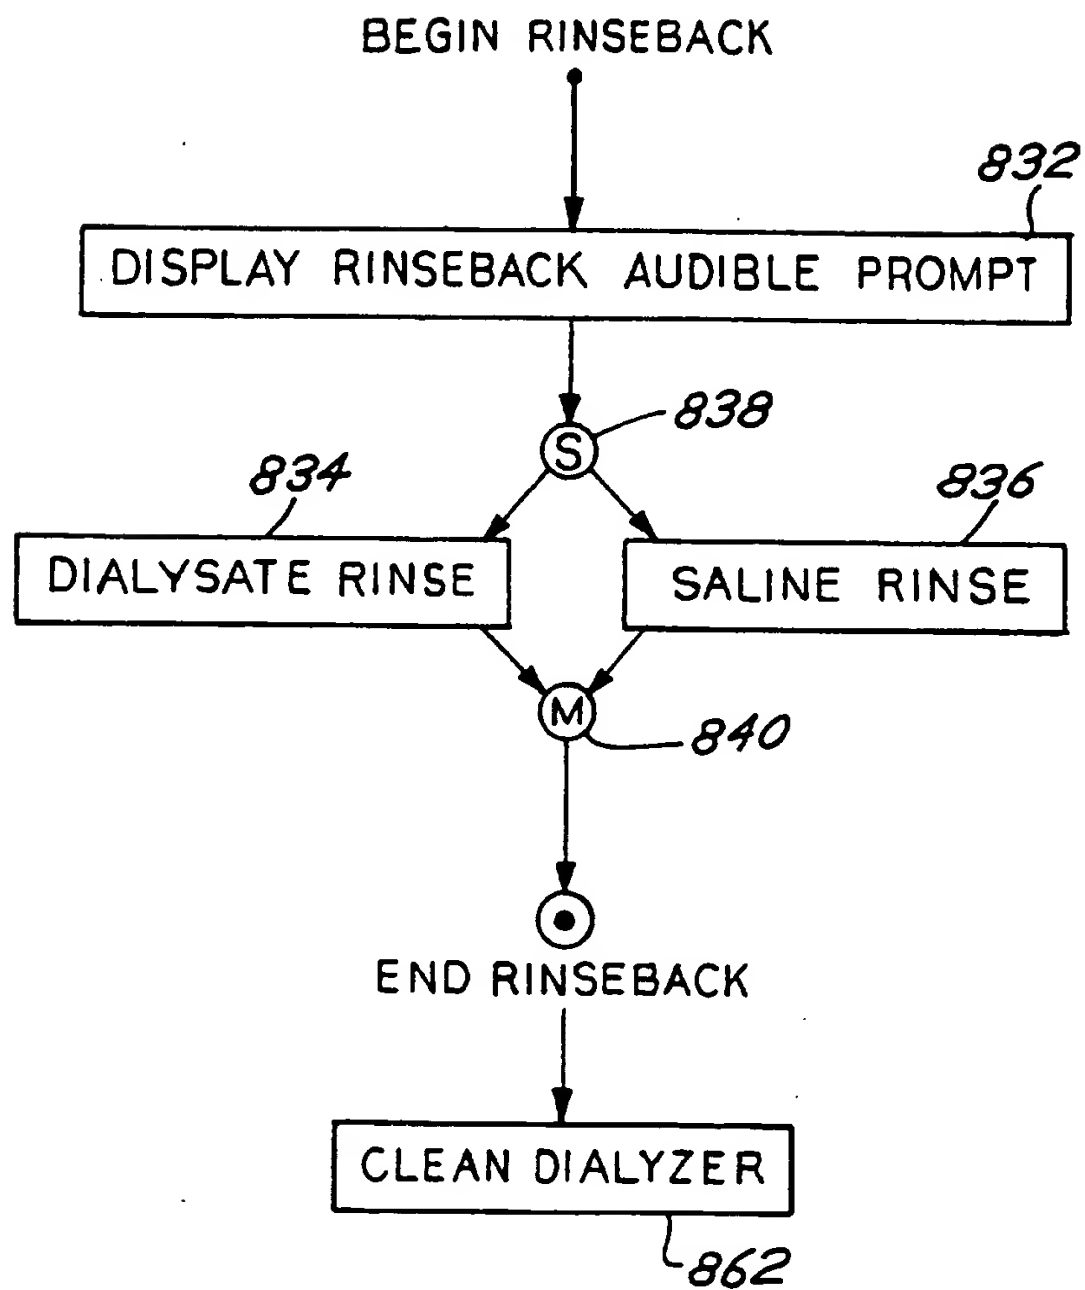 BEGIN RINSEBACK
832
DISPLAY RINSEBACK AUDIBLE PROMPT
838
S
834
836
DIALYSATE RINSE
SALINE RINSE
M
840
END RINSEBACK
CLEAN DIALYZER
862